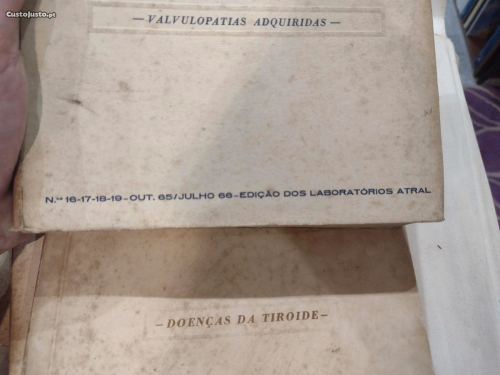 CustoJusto.pt
— VALVULOPATIAS ADQUIRIDAS —
N.ºs 16-17-18-19 – OUT. 65/JULHO 66 – EDIÇÃO DOS LABORATÓRIOS ATRAL
– DOENÇAS DA TIROIDE –